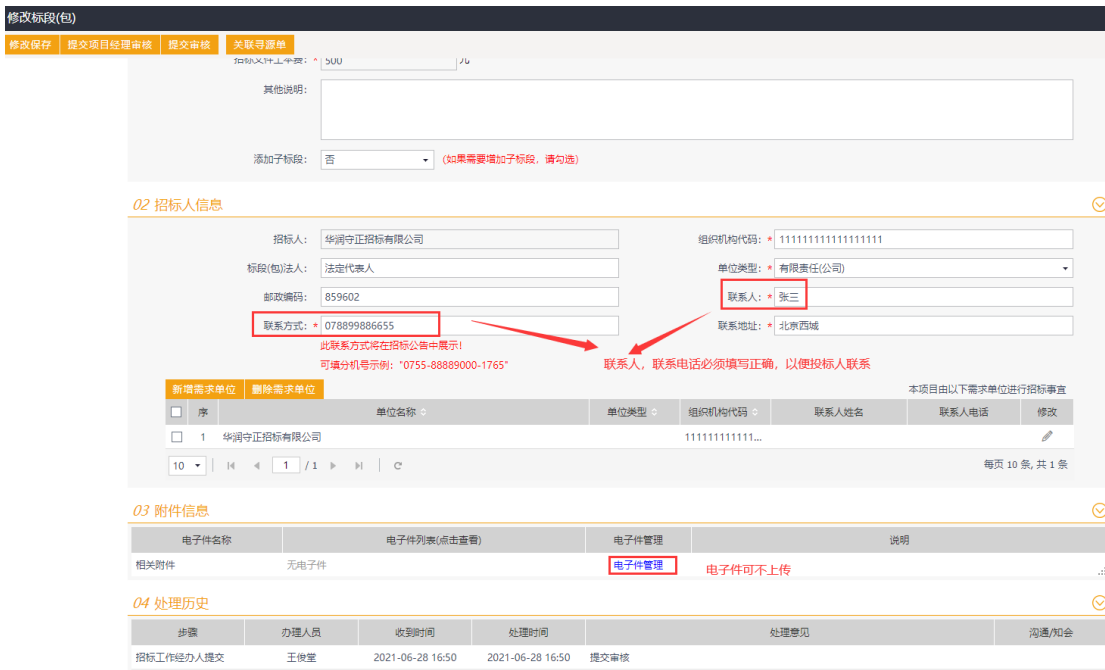 修改标段(包)
修改保存 提交项目经理审核 提交审核 关联寻源单
招标文件工本费： * 500 元
其他说明：
添加子标段： 否 (如果需要增加子标段，请勾选)
02 招标人信息
招标人： 华润守正招标有限公司 组织机构代码： * 111111111111111111
标段(包)法人： 法定代表人 单位类型： * 有限责任(公司)
邮政编码： 859602 联系人： * 张三
联系方式： * 078899886655 联系地址： * 北京西城
此联系方式将在招标公告中展示！
可填分机号示例："0755-88889000-1765" 联系人，联系电话必须填写正确，以便投标人联系
新增需求单位 删除需求单位 本项目由以下需求单位进行招标事宜
序 单位名称 单位类型 组织机构代码 联系人姓名 联系人电话 修改
1 华润守正招标有限公司 111111111111...
10 1 / 1 每页 10 条, 共 1 条
03 附件信息
电子件名称 电子件列表(点击查看) 电子件管理 说明
相关附件 无电子件 电子件管理 电子件可不上传
04 处理历史
步骤 办理人员 收到时间 处理时间 处理意见 沟通/知会
招标工作经办人提交 王俊堂 2021-06-28 16:50 2021-06-28 16:50 提交审核